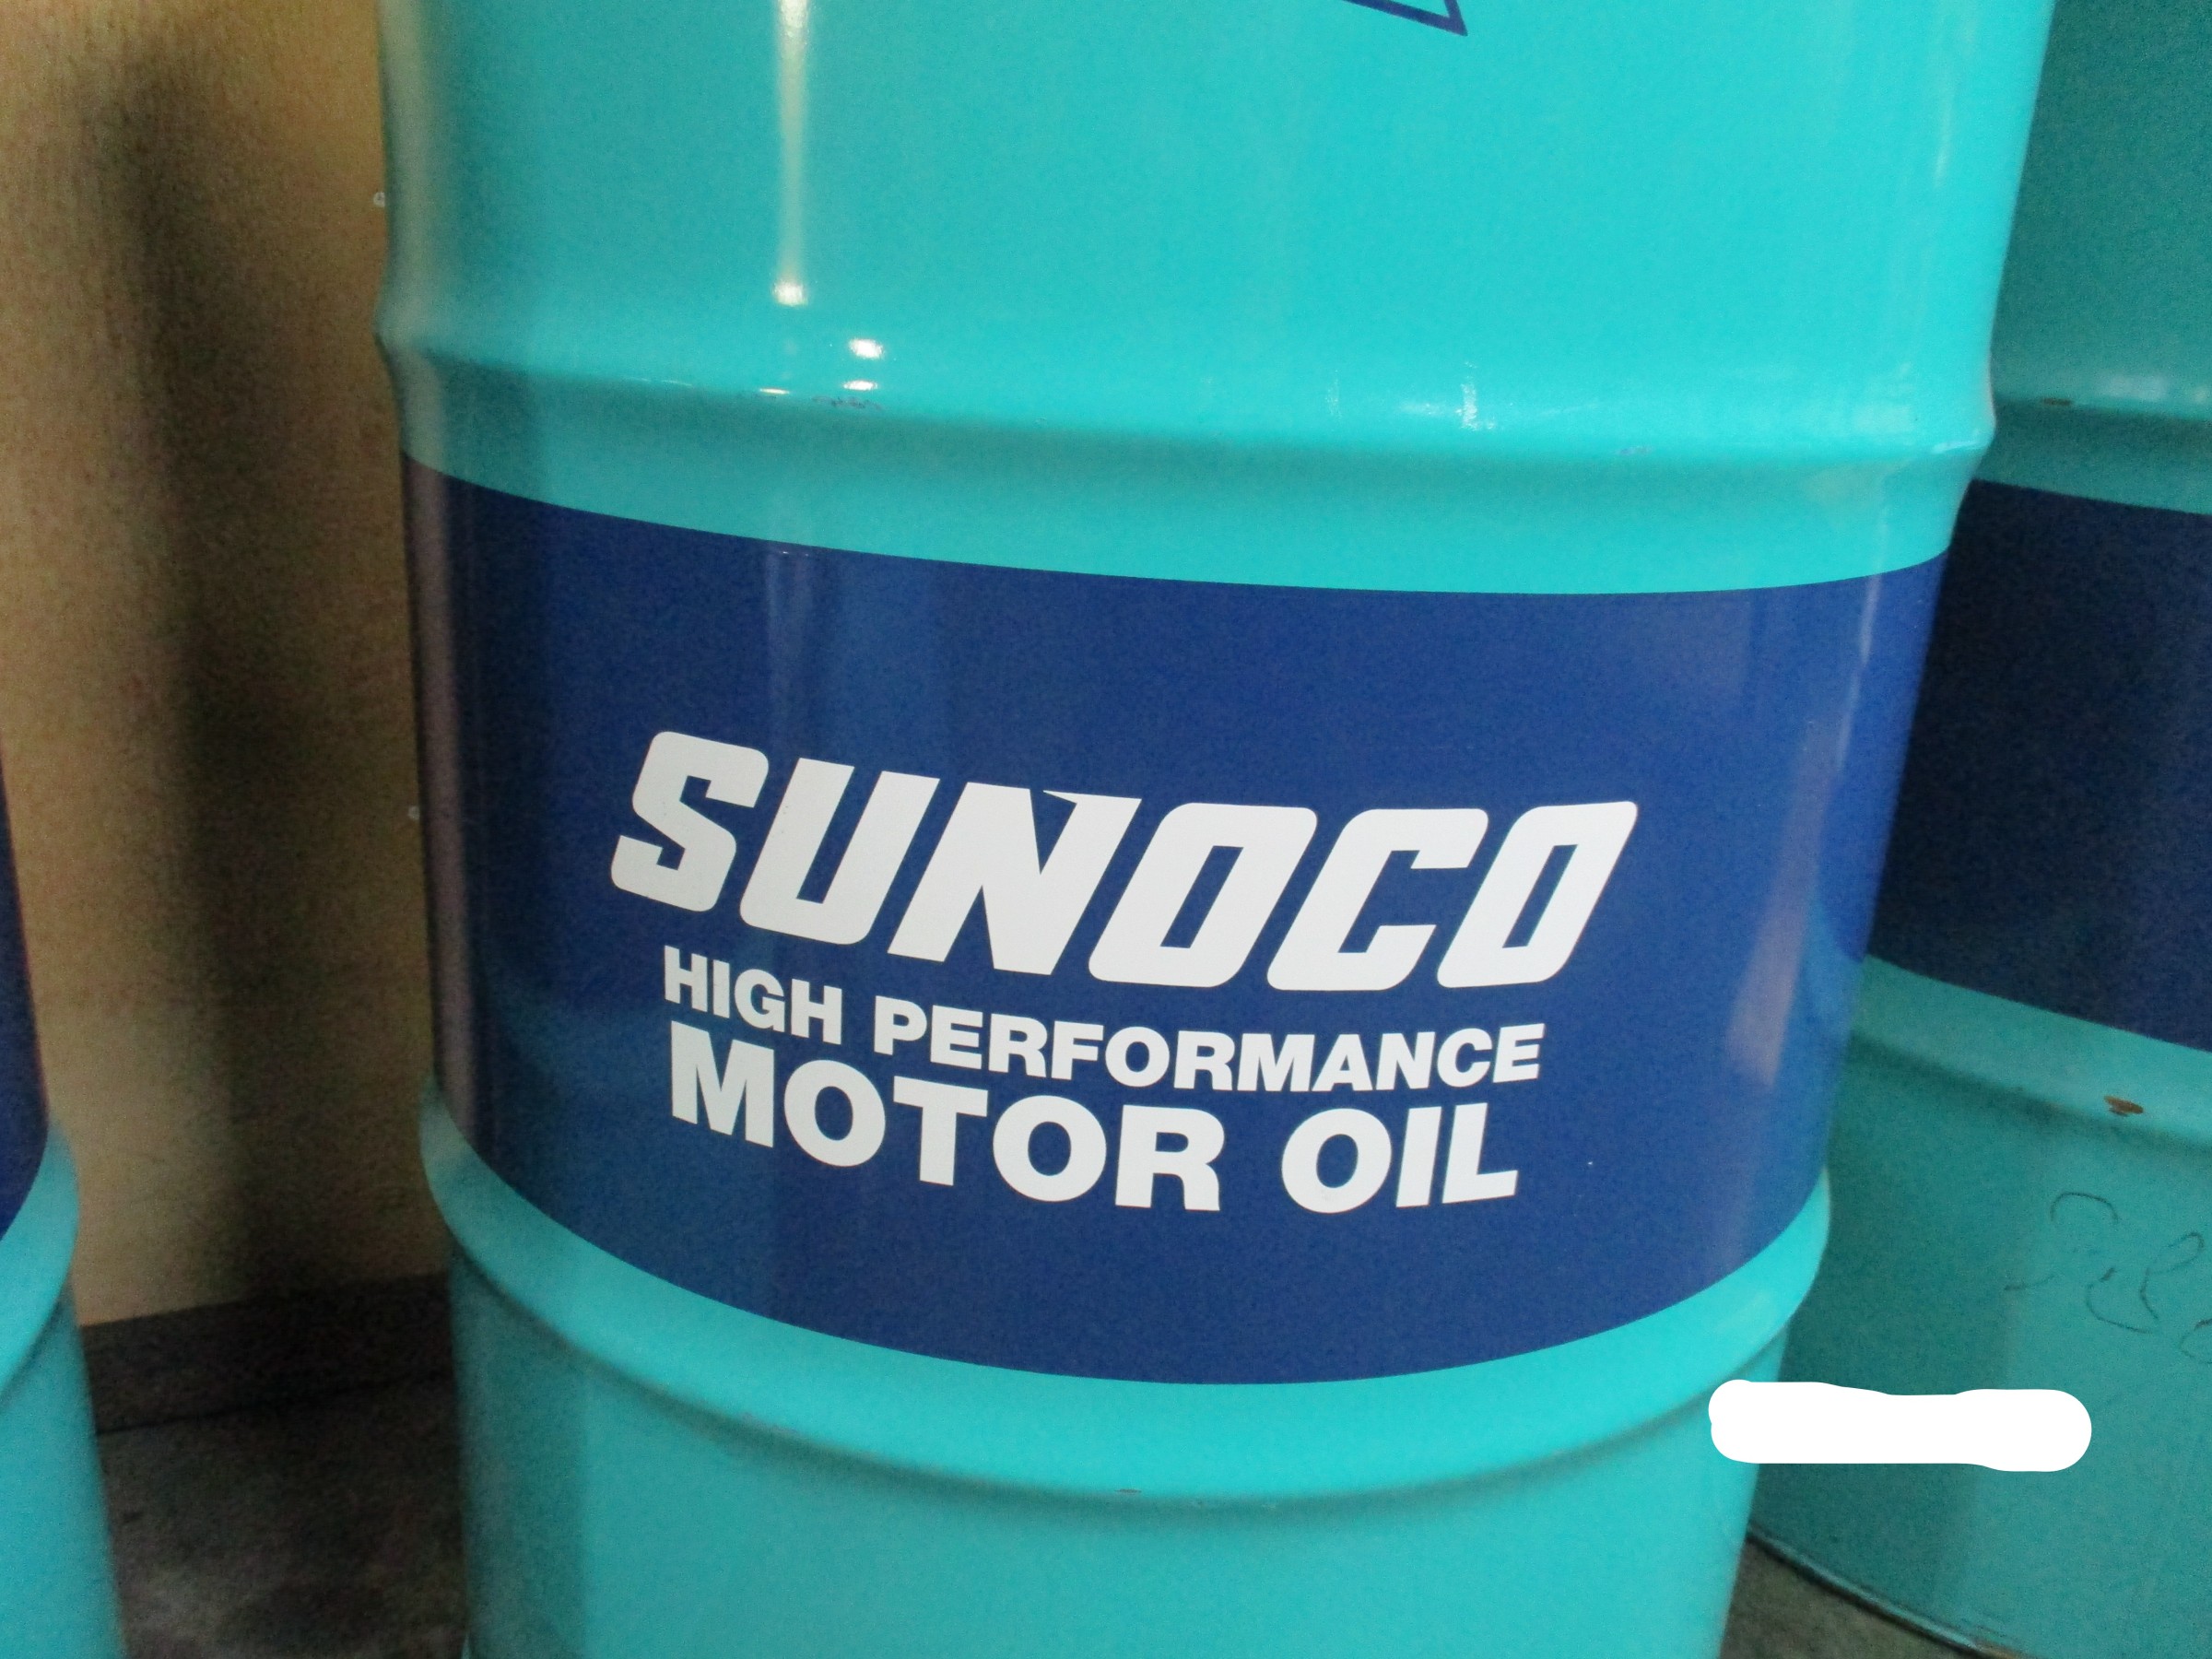 SUNOCO
HIGH PERFORMANCE
MOTOR OIL